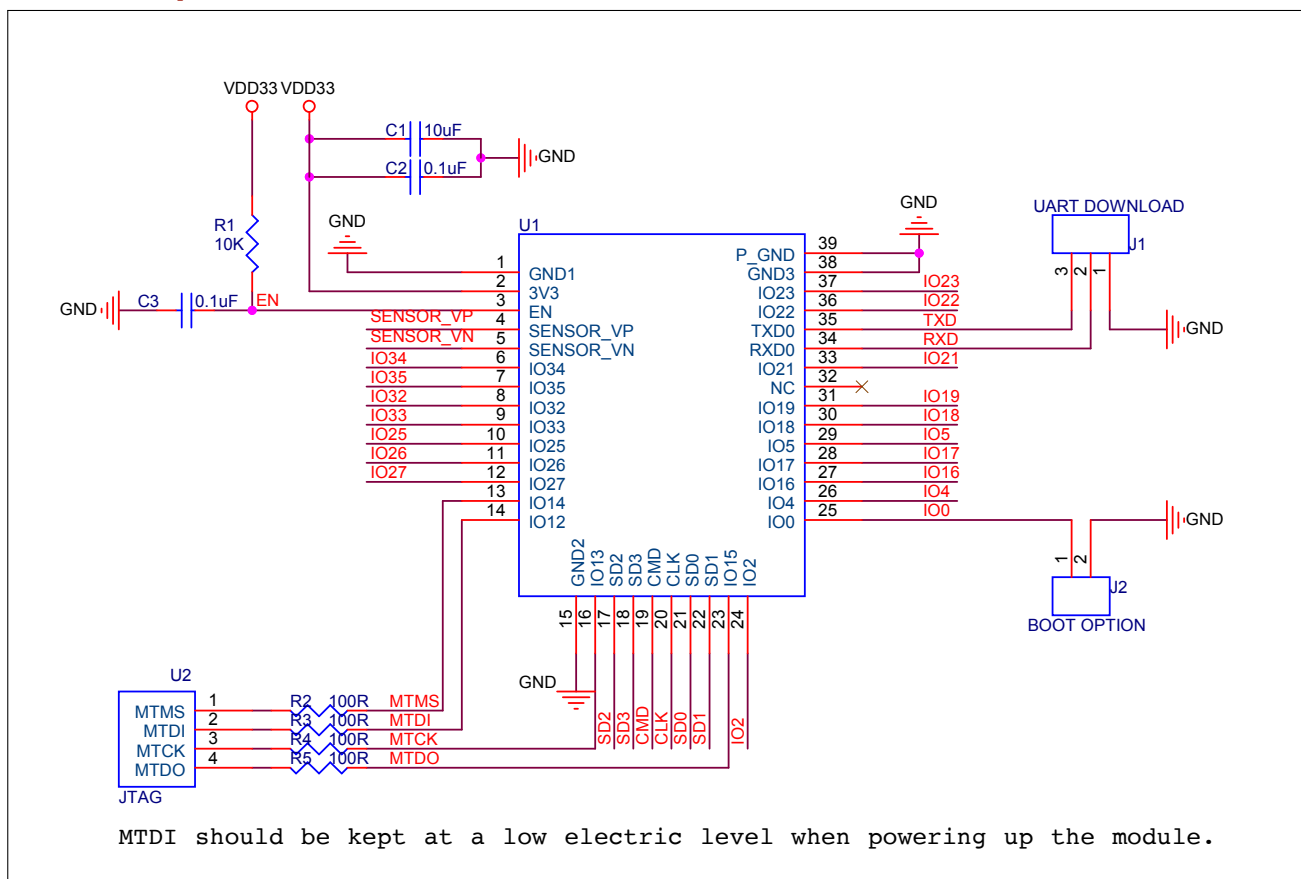 VDD33 VDD33
C1 10uF
C2 0.1uF
GND
R1
10K
GND
GND C3 0.1uF EN
U1
1 GND1
2 3V3
3 EN
SENSOR_VP 4 SENSOR_VP
SENSOR_VN 5 SENSOR_VN
IO34 6 IO34
IO35 7 IO35
IO32 8 IO32
IO33 9 IO33
IO25 10 IO25
IO26 11 IO26
IO27 12 IO27
13 IO14
14 IO12
GND
P_GND 39
GND3 38
IO23 37 IO23
IO22 36 IO22
TXD0 35 TXD
RXD0 34 RXD
IO21 33 IO21
NC 32
IO19 31 IO19
IO18 30 IO18
IO5 29 IO5
IO17 28 IO17
IO16 27 IO16
IO4 26 IO4
IO0 25 IO0
UART DOWNLOAD
J1
3 2 1
GND
GND
1 2
J2
BOOT OPTION
GND2 IO13 SD2 SD3 CMD CLK SD0 SD1 IO15 IO2
15 16 17 18 19 20 21 22 23 24
GND
SD2 SD3 CMD CLK SD0 SD1 IO2
U2
MTMS 1 R2 100R MTMS
MTDI 2 R3 100R MTDI
MTCK 3 R4 100R MTCK
MTDO 4 R5 100R MTDO
JTAG
MTDI should be kept at a low electric level when powering up the module.